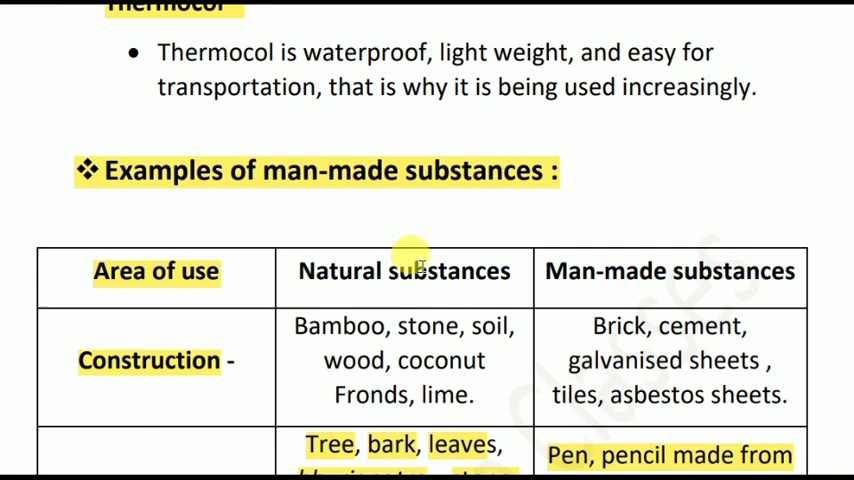 Thermocol
• Thermocol is waterproof, light weight, and easy for
transportation, that is why it is being used increasingly.
❖ Examples of man-made substances :
Area of use
Natural substances
Man-made substances
Construction -
Bamboo, stone, soil,
wood, coconut
Fronds, lime.
Brick, cement,
galvanised sheets ,
tiles, asbestos sheets.
Tree, bark, leaves,
Pen, pencil made from
Classes